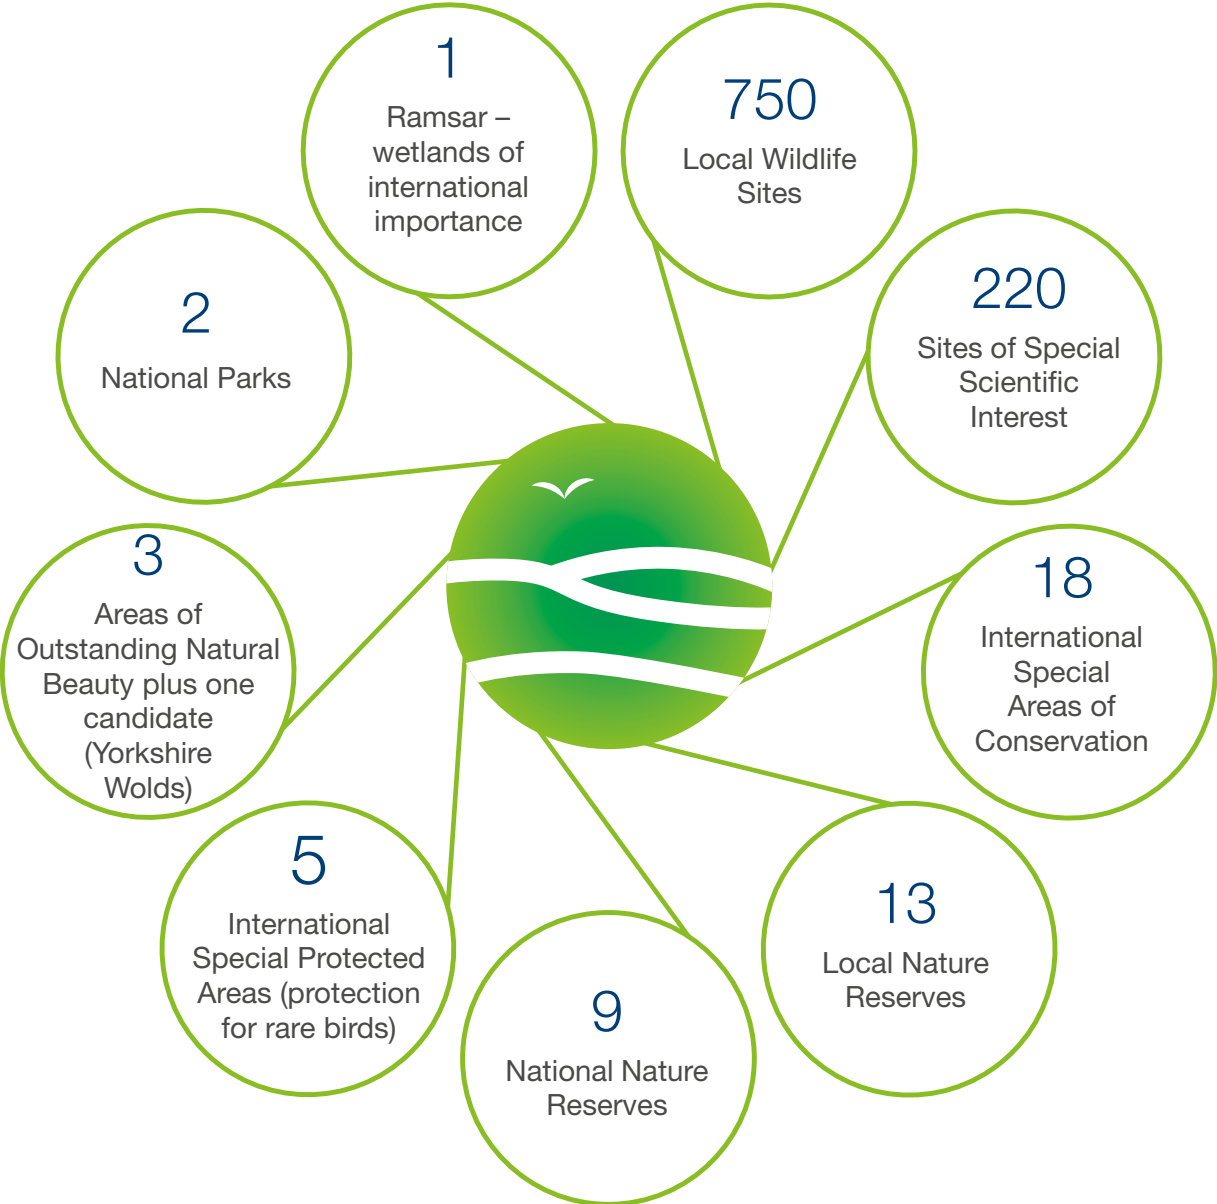 1
Ramsar –
wetlands of
international
importance
750
Local Wildlife
Sites
220
Sites of Special
Scientific
Interest
18
International
Special
Areas of
Conservation
13
Local Nature
Reserves
9
National Nature
Reserves
5
International
Special Protected
Areas (protection
for rare birds)
3
Areas of
Outstanding Natural
Beauty plus one
candidate
(Yorkshire
Wolds)
2
National Parks